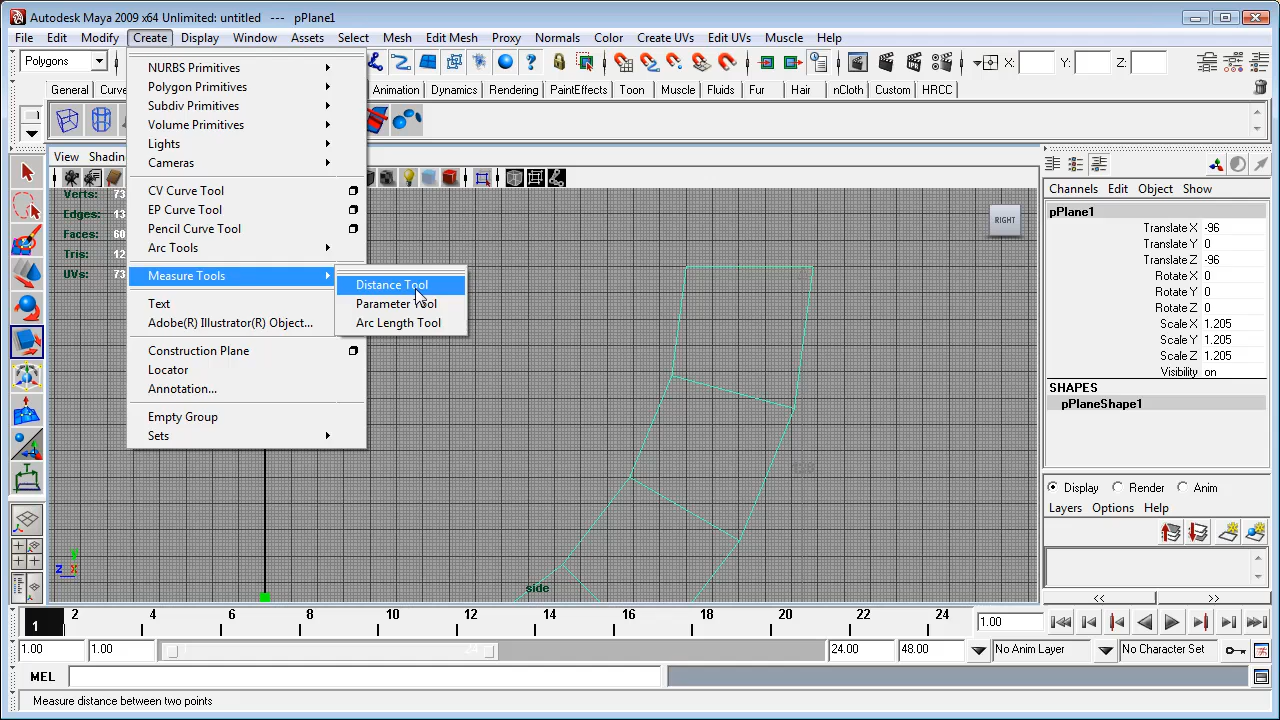 Autodesk Maya 2009 x64 Unlimited: untitled --- pPlane1
File Edit Modify Create Display Window Assets Select Mesh Edit Mesh Proxy Normals Color Create UVs Edit UVs Muscle Help
Polygons
X: Y: Z:
General Curve Animation Dynamics Rendering PaintEffects Toon Muscle Fluids Fur Hair nCloth Custom HRCC
NURBS Primitives
Polygon Primitives
Subdiv Primitives
Volume Primitives
Lights
Cameras
CV Curve Tool
EP Curve Tool
Pencil Curve Tool
Arc Tools
Measure Tools
Text
Adobe(R) Illustrator(R) Object...
Construction Plane
Locator
Annotation...
Empty Group
Sets
Distance Tool
Parameter Tool
Arc Length Tool
View Shading
Verts: 73
Edges: 13
Faces: 60
Tris: 12
UVs: 73
RIGHT
side
y
z x
Channels Edit Object Show
pPlane1
Translate X -96
Translate Y 0
Translate Z -96
Rotate X 0
Rotate Y 0
Rotate Z 0
Scale X 1.205
Scale Y 1.205
Scale Z 1.205
Visibility on
SHAPES
pPlaneShape1
Display Render Anim
Layers Options Help
<< >>
1 2 4 6 8 10 12 14 16 18 20 22 24
1.00
1.00 1.00 24 24.00 48.00 No Anim Layer No Character Set
MEL
Measure distance between two points